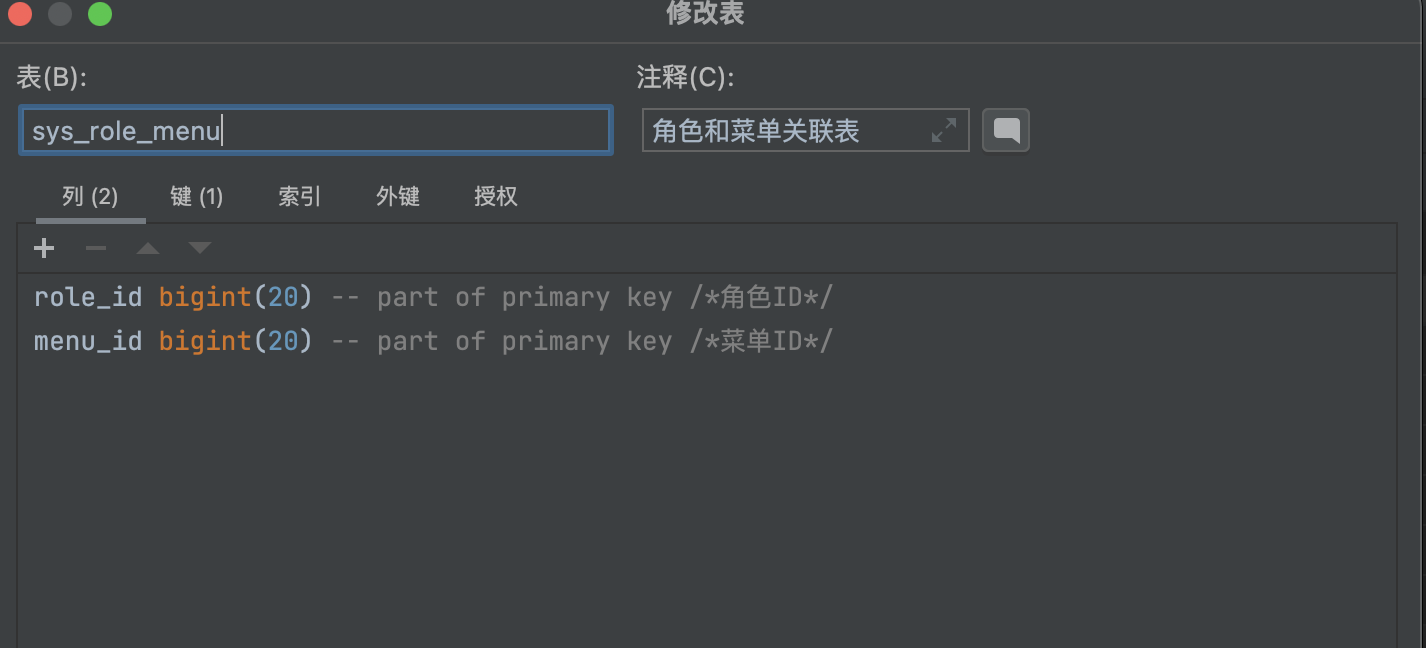 修改表
表(B):
注释(C):
sys_role_menu
角色和菜单关联表
列 (2) 键 (1) 索引 外键 授权
role_id bigint(20) -- part of primary key /*角色ID*/
menu_id bigint(20) -- part of primary key /*菜单ID*/